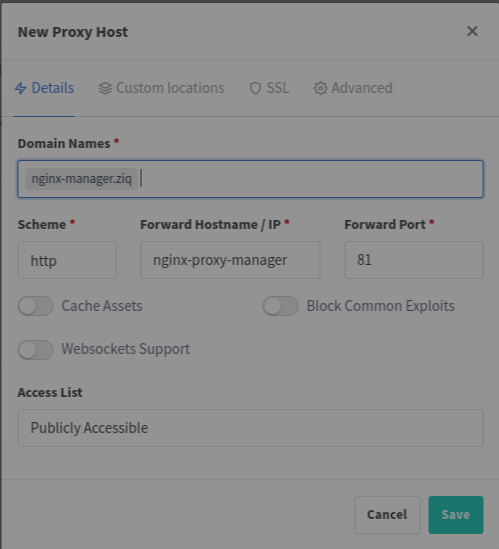 New Proxy Host ×
Details Custom locations SSL Advanced
Domain Names *
nginx-manager.ziq
Scheme * Forward Hostname / IP * Forward Port *
http nginx-proxy-manager 81
Cache Assets Block Common Exploits
Websockets Support
Access List
Publicly Accessible
Cancel Save